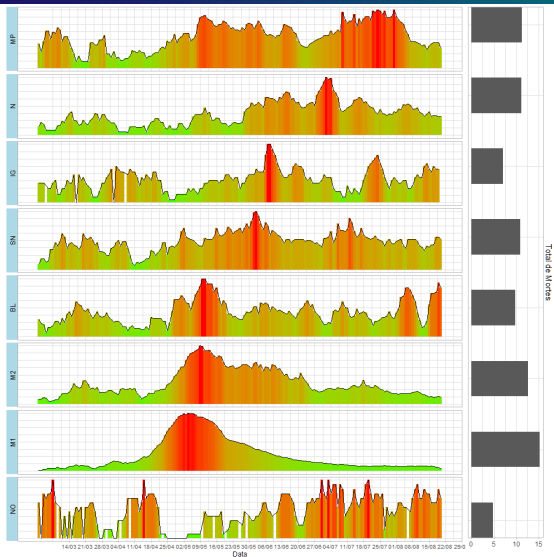 MP
N
IG
SN
BL
M2
M1
NO
Total de Mortes
14/03 21/03 28/03 04/04 11/04 18/04 25/04 02/05 09/05 16/05 23/05 30/05 06/06 13/06 20/06 27/06 04/07 11/07 18/07 25/07 01/08 08/08 15/08 22/08 29/0
0 5 10 15
Data